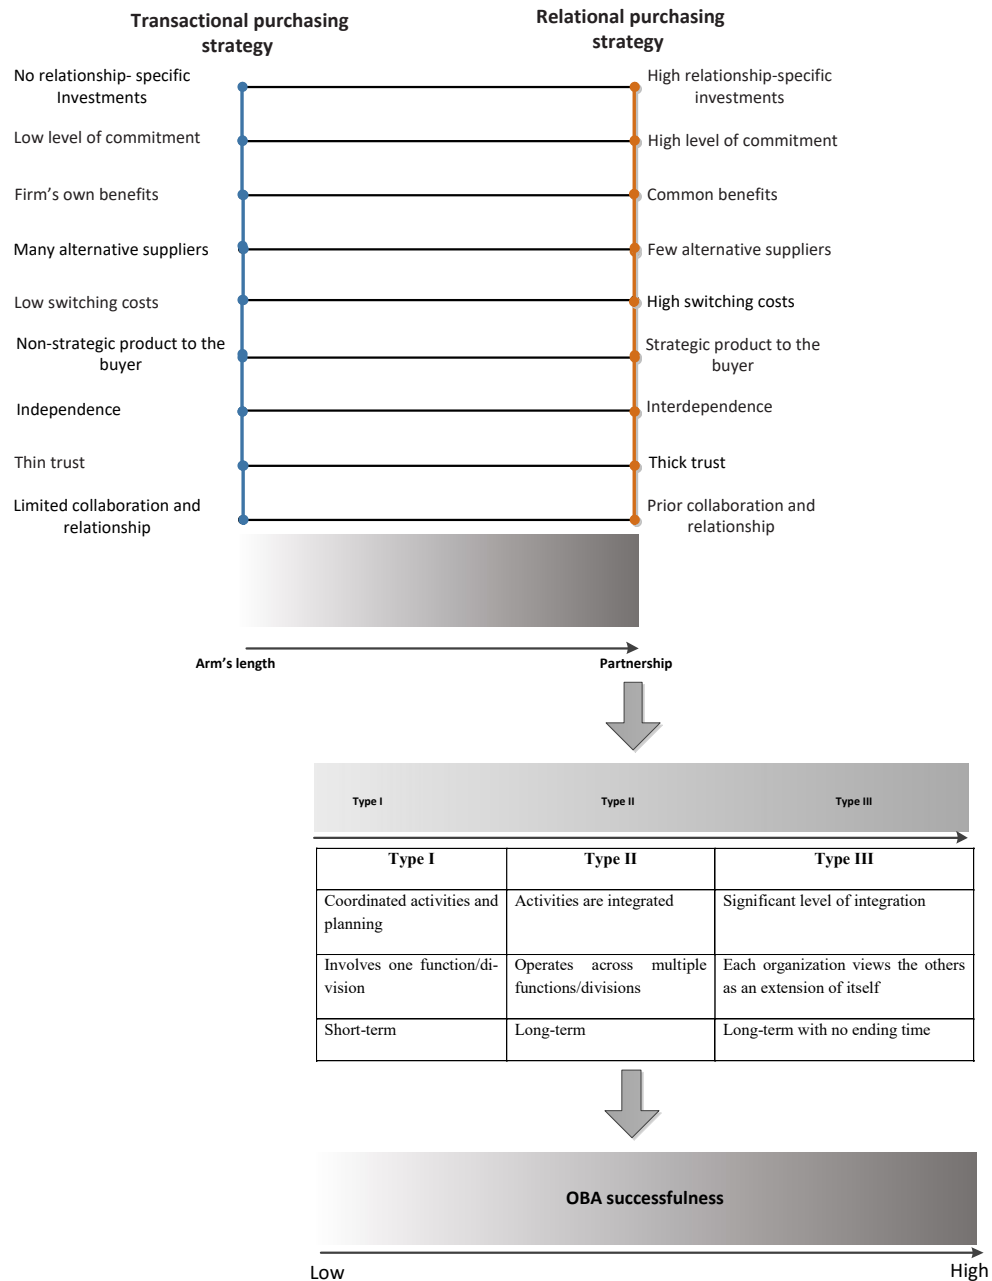 Transactional purchasing
strategy
Relational purchasing
strategy
No relationship- specific
Investments
High relationship-specific
investments
Low level of commitment
High level of commitment
Firm's own benefits
Common benefits
Many alternative suppliers
Few alternative suppliers
Low switching costs
High switching costs
Non-strategic product to the
buyer
Strategic product to the
buyer
Independence
Interdependence
Thin trust
Thick trust
Limited collaboration and
relationship
Prior collaboration and
relationship
Arm's length
Partnership
Type I
Type II
Type III
Type I
Type II
Type III
Coordinated activities and
planning
Activities are integrated
Significant level of integration
Involves one function/di-
vision
Operates across multiple
functions/divisions
Each organization views the others
as an extension of itself
Short-term
Long-term
Long-term with no ending time
OBA successfulness
Low
High